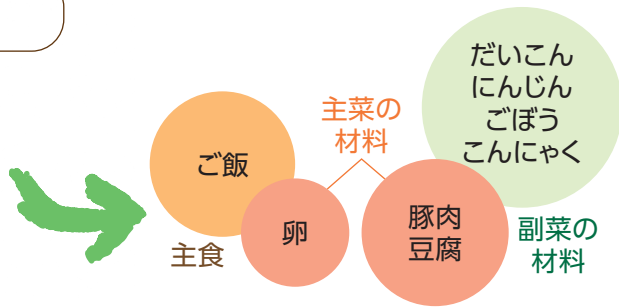 だいこん
にんじん
ごぼう
こんにゃく
主菜の
材料
ご飯
卵
豚肉
豆腐
主食
副菜の
材料